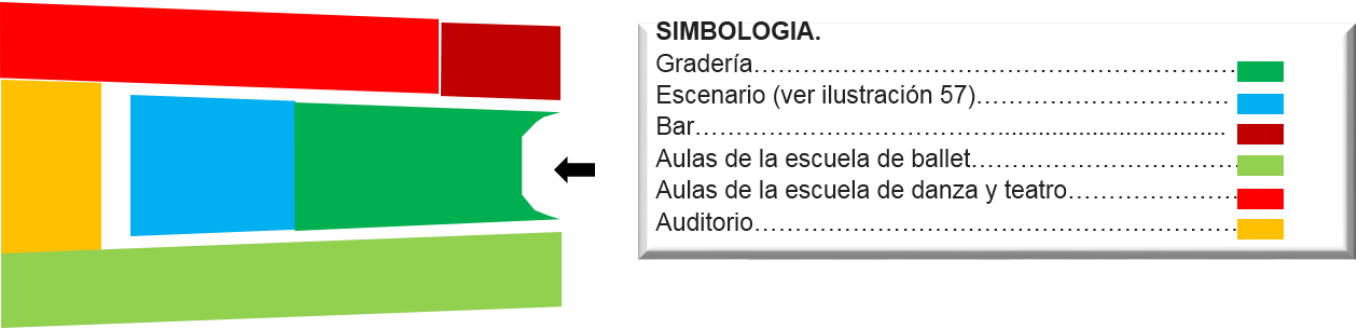 SIMBOLOGIA.
Gradería……………………………………………………
Escenario (ver ilustración 57)…………………………
Bar………………………………...................................
Aulas de la escuela de ballet……………………………
Aulas de la escuela de danza y teatro…………………
Auditorio……………………………………………………